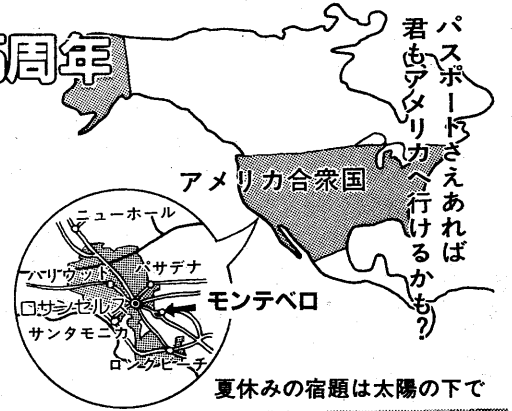 周年
パスポートさえあれば
君も、アメリカへ行けるかも?
アメリカ合衆国
ニューホール
ハリウッド
パサデナ
ロサンゼルス
モンテベロ
サンタモニカ
ロングビーチ
夏休みの宿題は太陽の下で